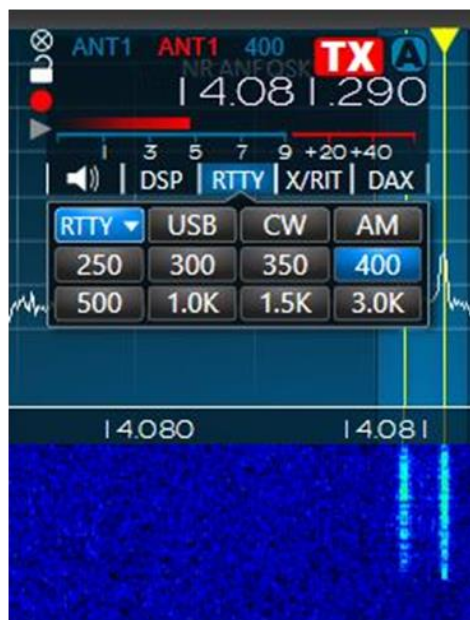 ANT1 ANT1 400 TX A
NR ANF OSK
14.081.290
1 3 5 7 9 +20 +40
DSP RTTY X/RIT DAX
RTTY USB CW AM
250 300 350 400
500 1.0K 1.5K 3.0K
14.080 14.081